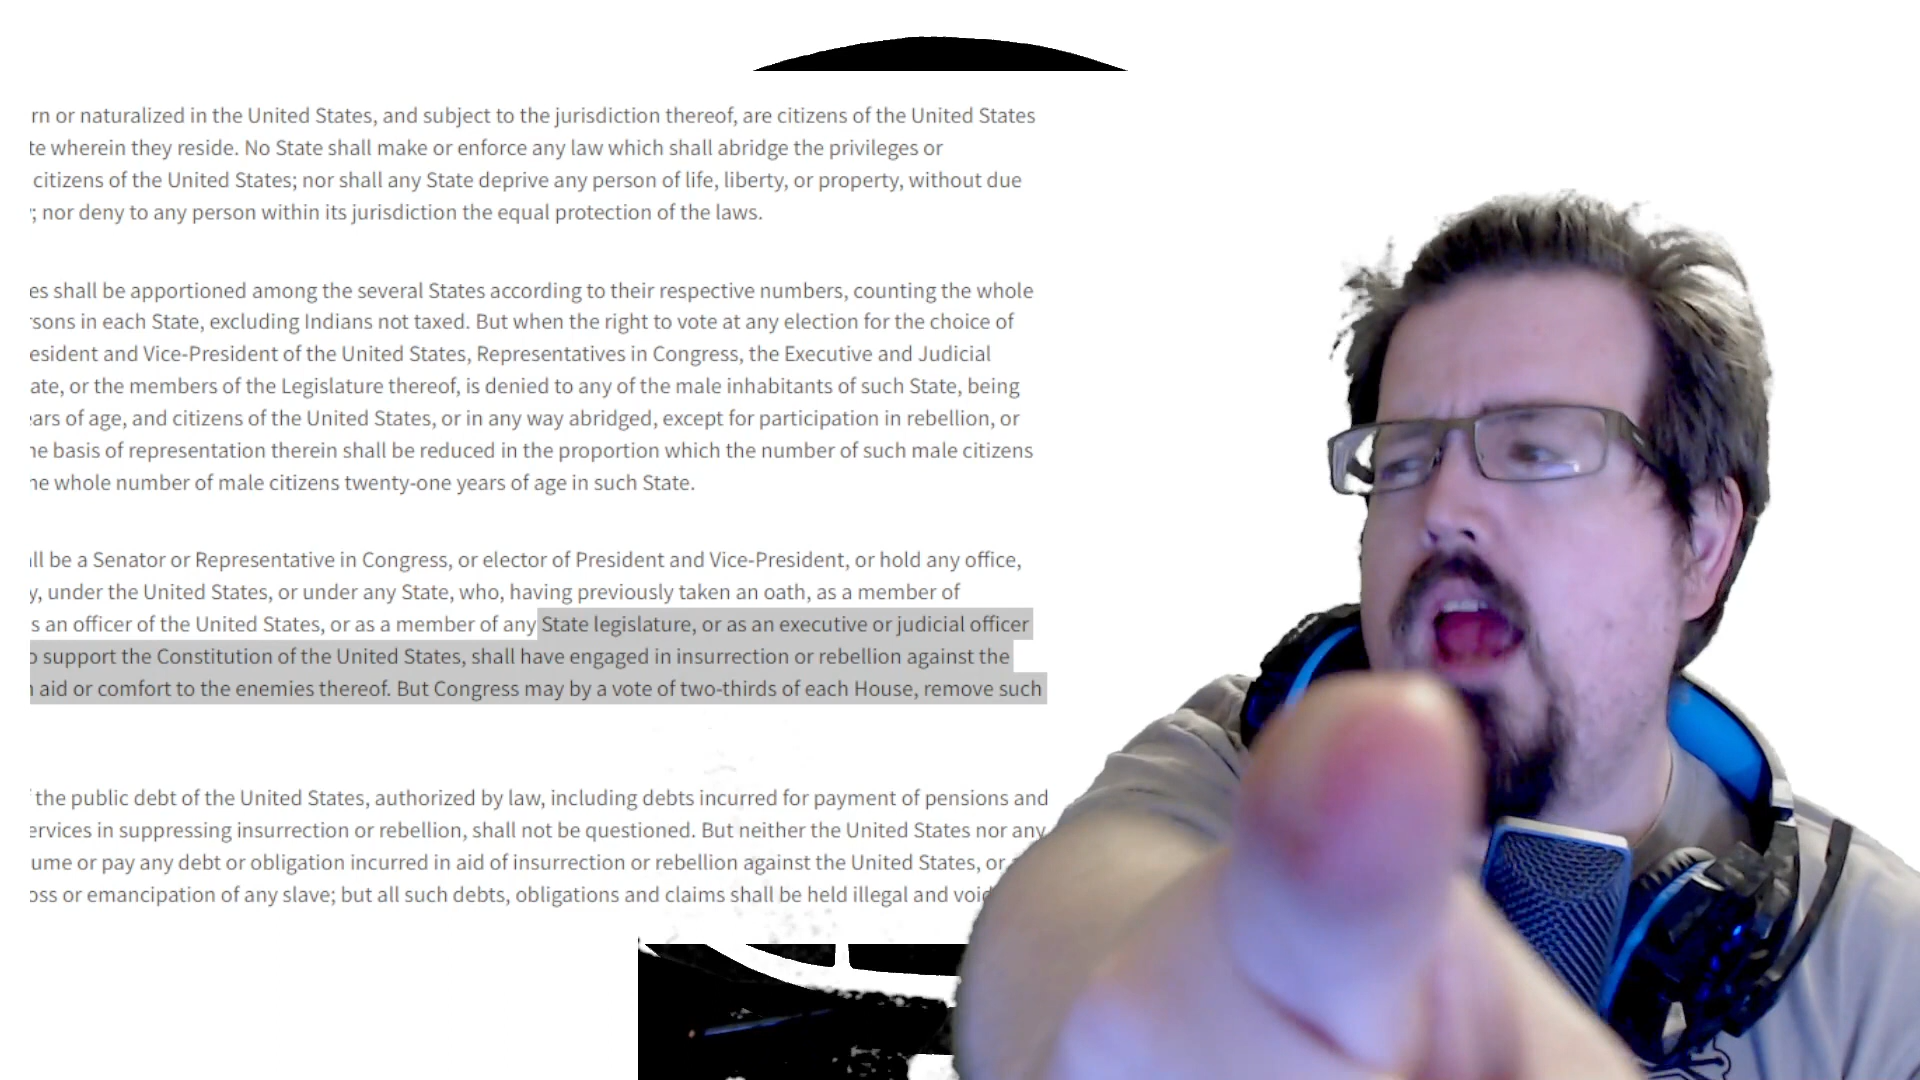 rn or naturalized in the United States, and subject to the jurisdiction thereof, are citizens of the United States
te wherein they reside. No State shall make or enforce any law which shall abridge the privileges or
citizens of the United States; nor shall any State deprive any person of life, liberty, or property, without due
; nor deny to any person within its jurisdiction the equal protection of the laws.
es shall be apportioned among the several States according to their respective numbers, counting the whole
sons in each State, excluding Indians not taxed. But when the right to vote at any election for the choice of
esident and Vice-President of the United States, Representatives in Congress, the Executive and Judicial
ate, or the members of the Legislature thereof, is denied to any of the male inhabitants of such State, being
ars of age, and citizens of the United States, or in any way abridged, except for participation in rebellion, or
he basis of representation therein shall be reduced in the proportion which the number of such male citizens
he whole number of male citizens twenty-one years of age in such State.
ll be a Senator or Representative in Congress, or elector of President and Vice-President, or hold any office,
y, under the United States, or under any State, who, having previously taken an oath, as a member of
s an officer of the United States, or as a member of any State legislature, or as an executive or judicial officer
o support the Constitution of the United States, shall have engaged in insurrection or rebellion against the
aid or comfort to the enemies thereof. But Congress may by a vote of two-thirds of each House, remove such
the public debt of the United States, authorized by law, including debts incurred for payment of pensions and
ervices in suppressing insurrection or rebellion, shall not be questioned. But neither the United States nor any
ume or pay any debt or obligation incurred in aid of insurrection or rebellion against the United States, or
oss or emancipation of any slave; but all such debts, obligations and claims shall be held illegal and void